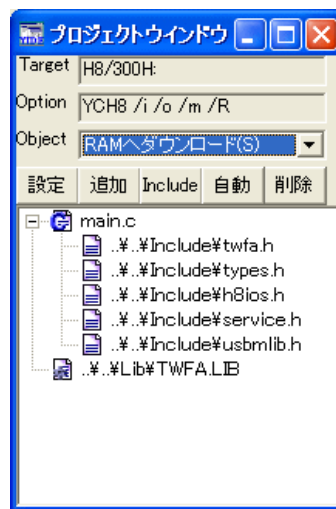 プロジェクトウインドウ
Target H8/300H:
Option YCH8 /i /o /m /R
Object RAMへダウンロード(S)
設定 追加 Include 自動 削除
main.c
..¥..¥Include¥twfa.h
..¥..¥Include¥types.h
..¥..¥Include¥h8ios.h
..¥..¥Include¥service.h
..¥..¥Include¥usbmlib.h
..¥..¥Lib¥TWFA.LIB